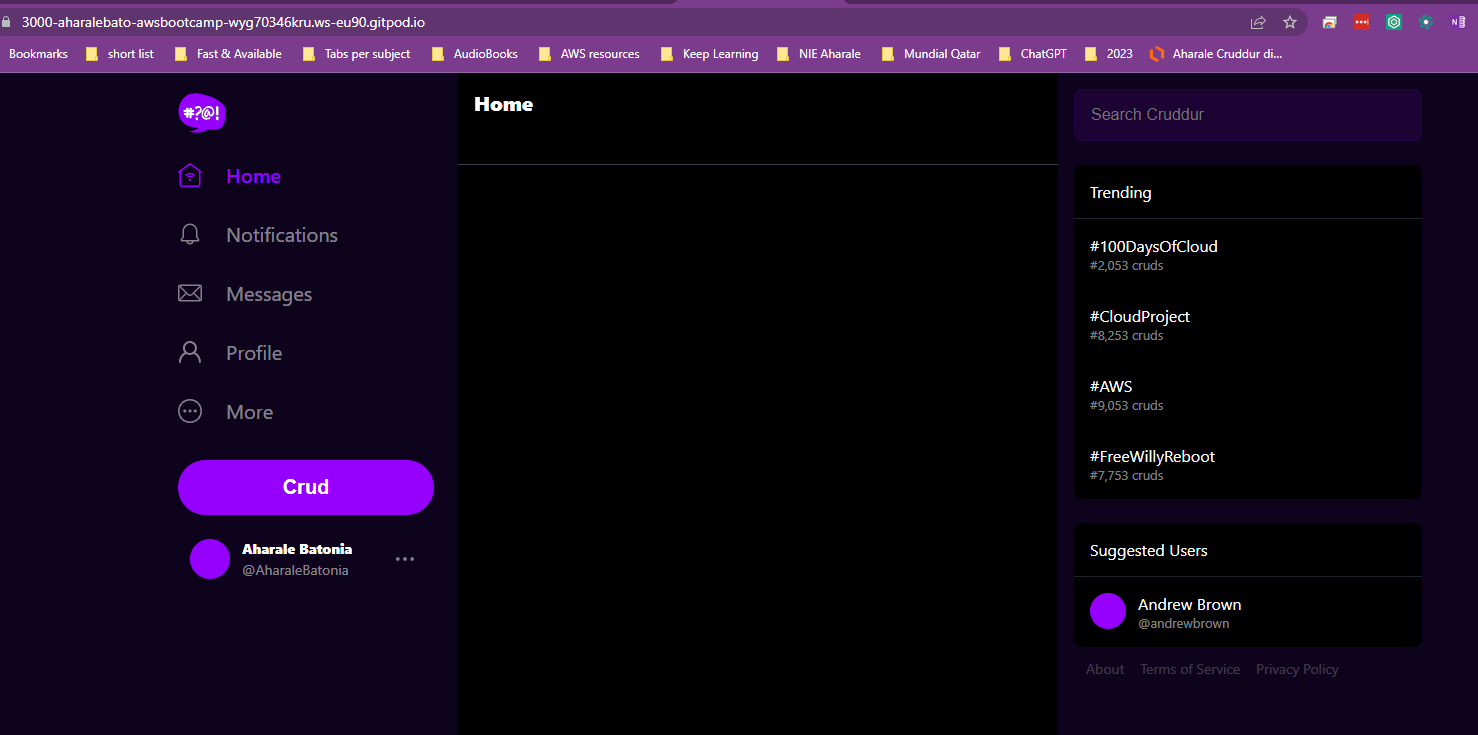 3000-aharalebato-awsbootcamp-wyg70346kru.ws-eu90.gitpod.io
Bookmarks short list Fast & Available Tabs per subject AudioBooks AWS resources Keep Learning NIE Aharale Mundial Qatar ChatGPT 2023 Aharale Cruddur di...
#?@!
Home
Notifications
Messages
Profile
More
Crud
Aharale Batonia
@AharaleBatonia
Home
Search Cruddur
Trending
#100DaysOfCloud
#2,053 cruds
#CloudProject
#8,253 cruds
#AWS
#9,053 cruds
#FreeWillyReboot
#7,753 cruds
Suggested Users
Andrew Brown
@andrewbrown
About Terms of Service Privacy Policy